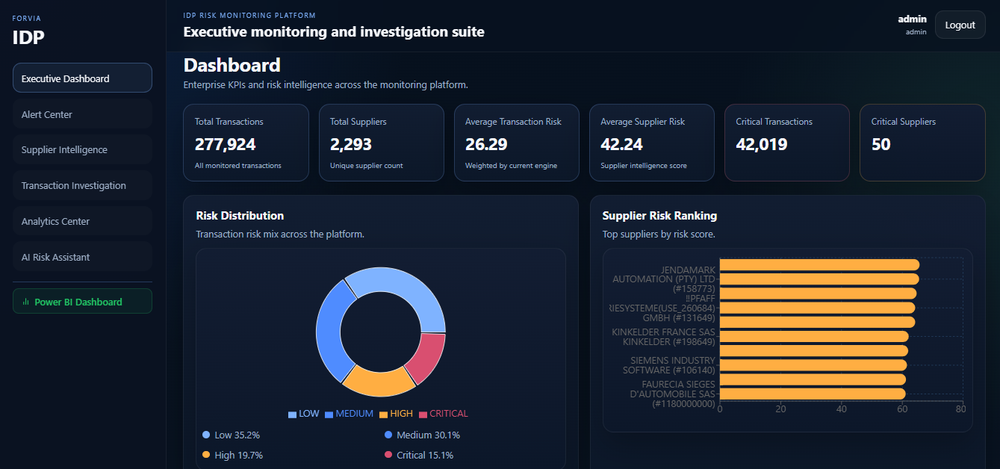 FORVIA
IDP
Executive Dashboard
Alert Center
Supplier Intelligence
Transaction Investigation
Analytics Center
AI Risk Assistant
Power BI Dashboard
IDP RISK MONITORING PLATFORM
Executive monitoring and investigation suite
admin
admin
Logout
Dashboard
Enterprise KPIs and risk intelligence across the monitoring platform.
Total Transactions
277,924
All monitored transactions
Total Suppliers
2,293
Unique supplier count
Average Transaction Risk
26.29
Weighted by current engine
Average Supplier Risk
42.24
Supplier intelligence score
Critical Transactions
42,019
Critical Suppliers
50
Risk Distribution
Transaction risk mix across the platform.
LOW MEDIUM HIGH CRITICAL
Low 35.2%
Medium 30.1%
High 19.7%
Critical 15.1%
Supplier Risk Ranking
Top suppliers by risk score.
JENDAMARK
AUTOMATION (PTY) LTD
(#158773)
!!PFAFF
RIESYSTEME(USE_260684)
GMBH (#131649)
KINKELDER FRANCE SAS
KINKELDER (#198649)
SIEMENS INDUSTRY
SOFTWARE (#106140)
FAURECIA SIEGES
D'AUTOMOBILE SAS
(#1180000000)
0 20 40 60 80